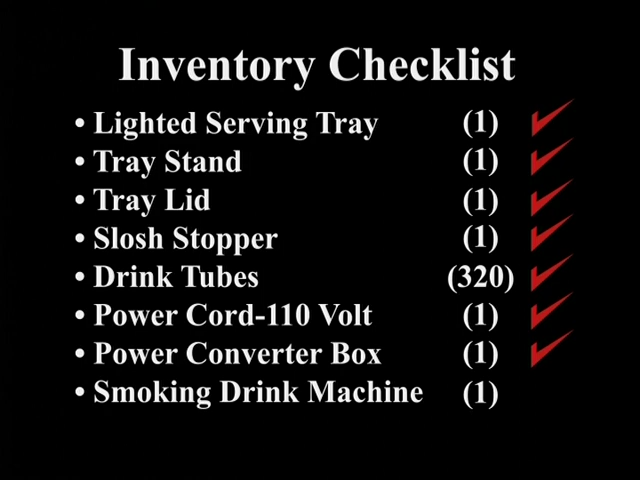 Inventory Checklist
• Lighted Serving Tray (1)
• Tray Stand (1)
• Tray Lid (1)
• Slosh Stopper (1)
• Drink Tubes (320)
• Power Cord-110 Volt (1)
• Power Converter Box (1)
• Smoking Drink Machine (1)